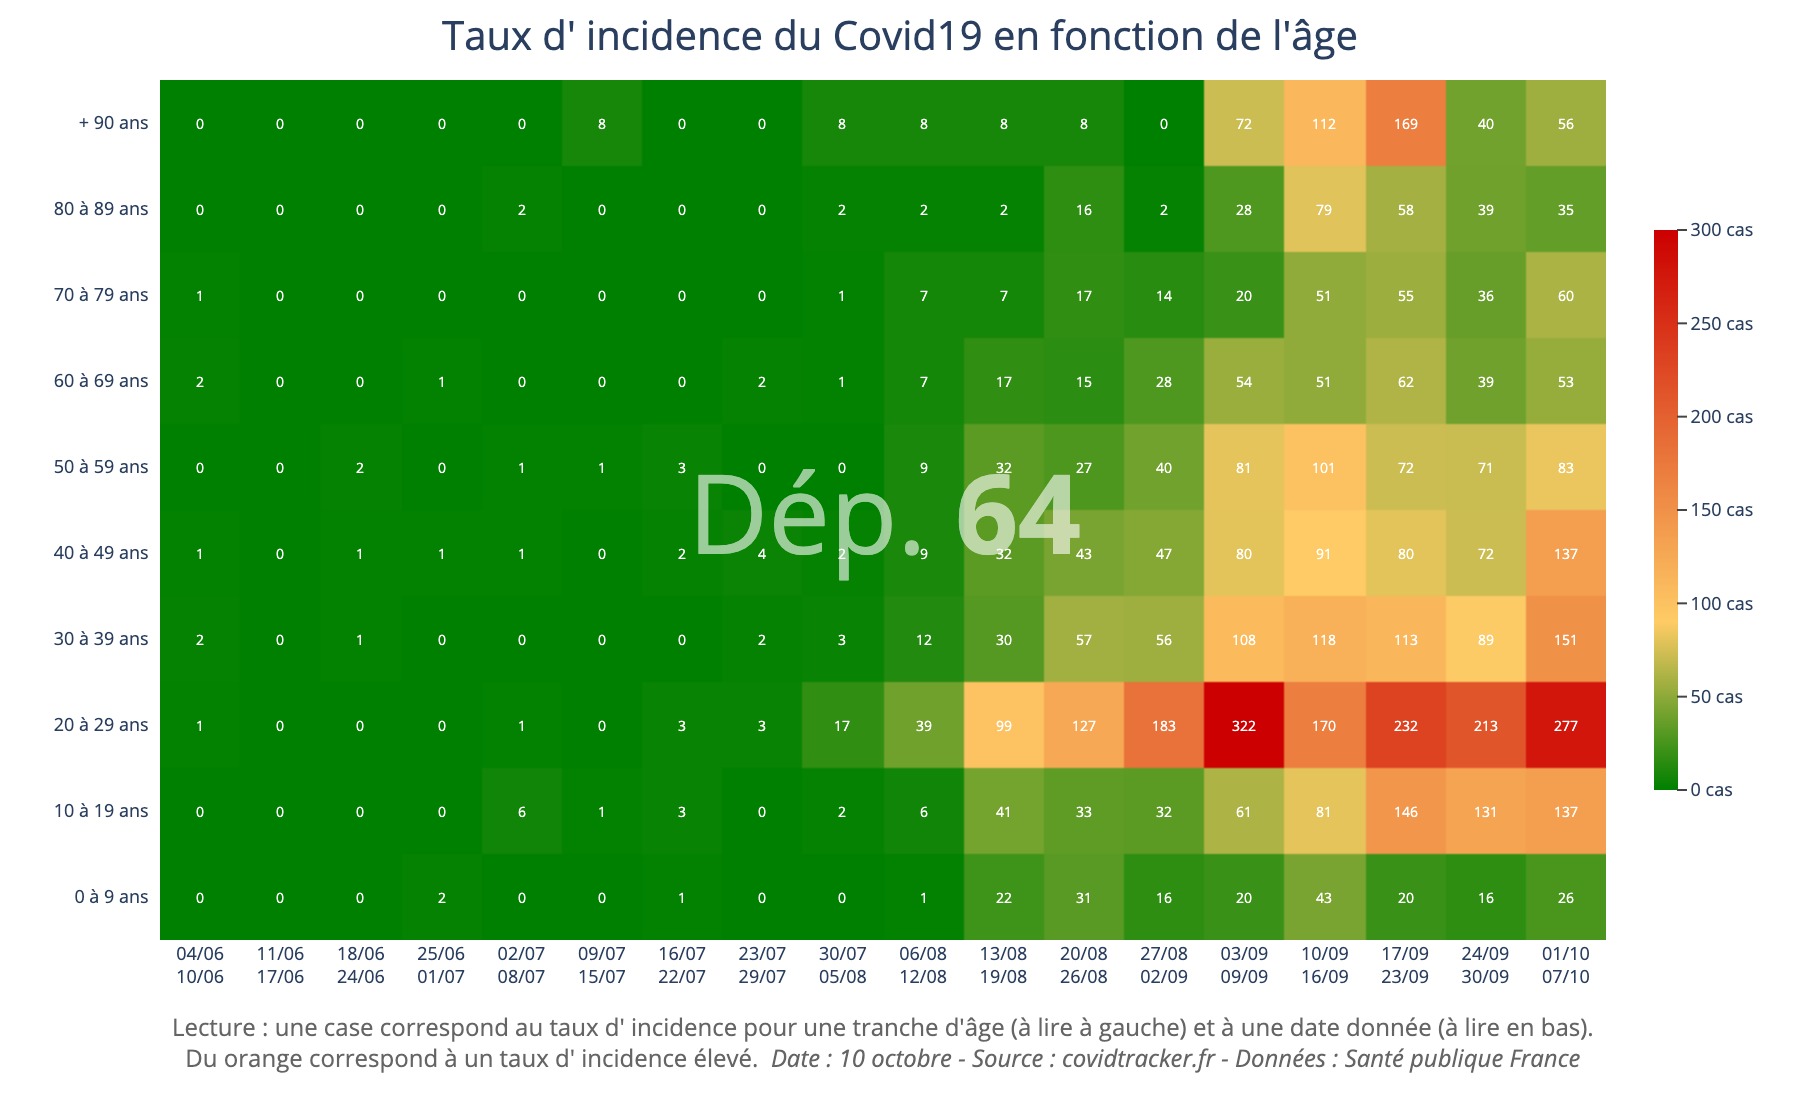 Taux d' incidence du Covid19 en fonction de l'âge
+ 90 ans 0 0 0 0 0 8 0 0 8 8 8 8 0 72 112 169 40 56
80 à 89 ans 0 0 0 0 2 0 0 0 2 2 2 16 2 28 79 58 39 35
70 à 79 ans 1 0 0 0 0 0 0 0 1 7 7 17 14 20 51 55 36 60
60 à 69 ans 2 0 0 1 0 0 0 2 1 7 17 15 28 54 51 62 39 53
50 à 59 ans 0 0 2 0 1 1 3 0 0 9 32 27 40 81 101 72 71 83
Dép. 64
40 à 49 ans 1 0 1 1 1 0 2 4 2 9 32 43 47 80 91 80 72 137
30 à 39 ans 2 0 1 0 0 0 0 2 3 12 30 57 56 108 118 113 89 151
20 à 29 ans 1 0 0 0 1 0 3 3 17 39 99 127 183 322 170 232 213 277
10 à 19 ans 0 0 0 0 6 1 3 0 2 6 41 33 32 61 81 146 131 137
0 à 9 ans 0 0 0 2 0 0 1 0 0 1 22 31 16 20 43 20 16 26
04/06 11/06 18/06 25/06 02/07 09/07 16/07 23/07 30/07 06/08 13/08 20/08 27/08 03/09 10/09 17/09 24/09 01/10
10/06 17/06 24/06 01/07 08/07 15/07 22/07 29/07 05/08 12/08 19/08 26/08 02/09 09/09 16/09 23/09 30/09 07/10
300 cas
250 cas
200 cas
150 cas
100 cas
50 cas
0 cas
Lecture : une case correspond au taux d' incidence pour une tranche d'âge (à lire à gauche) et à une date donnée (à lire en bas).
Du orange correspond à un taux d' incidence élevé. Date : 10 octobre - Source : covidtracker.fr - Données : Santé publique France